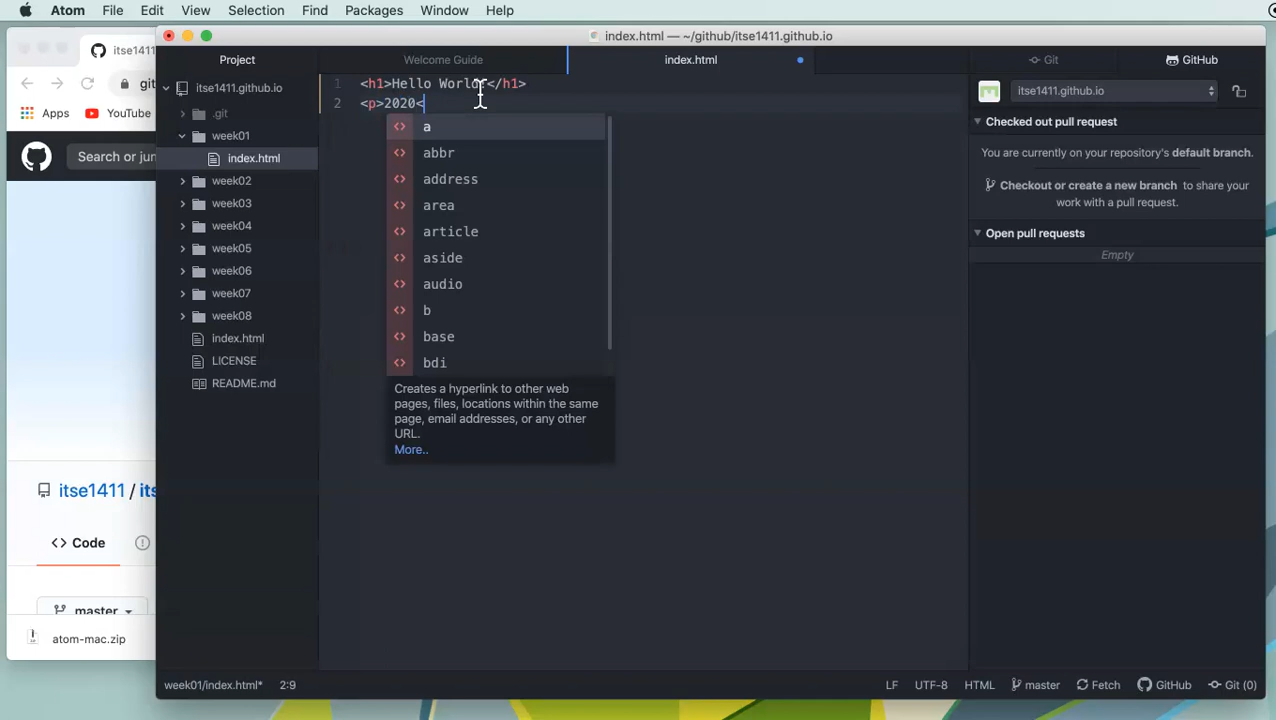 Atom File Edit View Selection Find Packages Window Help
index.html — ~/github/itse1411.github.io
itse1411
Project
Welcome Guide
index.html
Git
GitHub
git
Apps
YouTube
Search or jum
itse1411 / its
<> Code
master
atom-mac.zip
itse1411.github.io
.git
week01
index.html
week02
week03
week04
week05
week06
week07
week08
index.html
LICENSE
README.md
1 <h1>Hello World!</h1>
2 <p>2020<
<> a
<> abbr
<> address
<> area
<> article
<> aside
<> audio
<> b
<> base
<> bdi
Creates a hyperlink to other web
pages, files, locations within the same
page, email addresses, or any other
URL.
More..
itse1411.github.io
Checked out pull request
You are currently on your repository's default branch.
Checkout or create a new branch to share your
work with a pull request.
Open pull requests
Empty
week01/index.html* 2:9
LF UTF-8 HTML master Fetch GitHub Git (0)